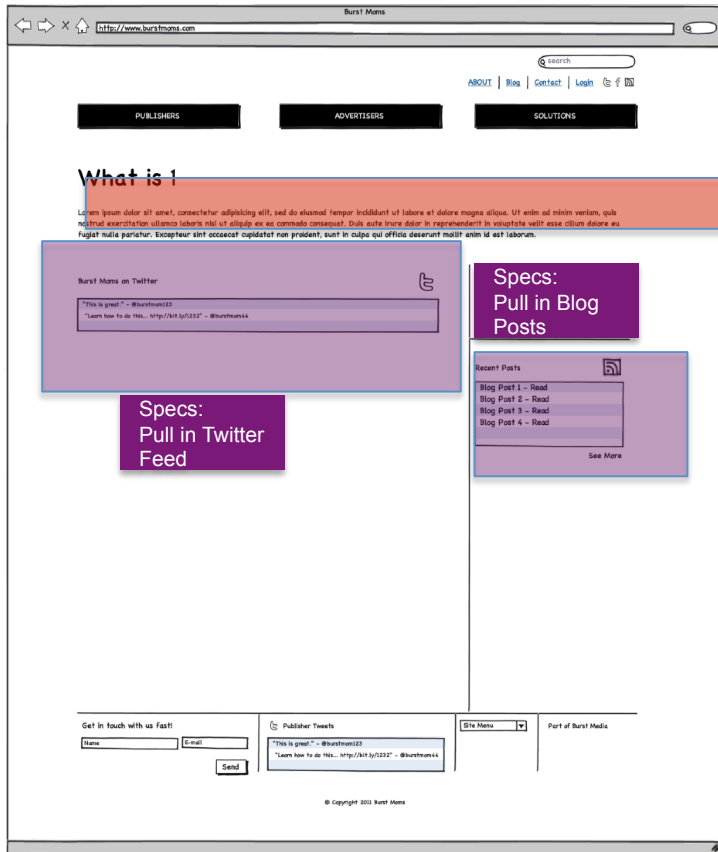 Burst Moms
http://www.burstmoms.com
search
ABOUT | Blog | Contact | Login
PUBLISHERS
ADVERTISERS
SOLUTIONS
What is 1
Lorem ipsum dolor sit amet, consectetur adipisicing elit, sed do eiusmod tempor incididunt ut labore et dolore magna aliqua. Ut enim ad minim veniam, quis
nostrud exercitation ullamco laboris nisi ut aliquip ex ea commodo consequat. Duis aute irure dolor in reprehenderit in voluptate velit esse cillum dolore eu
fugiat nulla pariatur. Excepteur sint occaecat cupidatat non proident, sunt in culpa qui officia deserunt mollit anim id est laborum.
Burst Moms on Twitter
"This is great." - @burstmom123
"Learn how to do this... http://bit.ly/1232" - @burstmom44
Specs:
Pull in Twitter
Feed
Specs:
Pull in Blog
Posts
Recent Posts
Blog Post 1 - Read
Blog Post 2 - Read
Blog Post 3 - Read
Blog Post 4 - Read
See More
Get in touch with us fast!
Name
E-mail
Send
Publisher Tweets
"This is great." - @burstmom123
"Learn how to do this... http://bit.ly/1232" - @burstmom44
Site Menu
Part of Burst Media
© Copyright 2011 Burst Moms